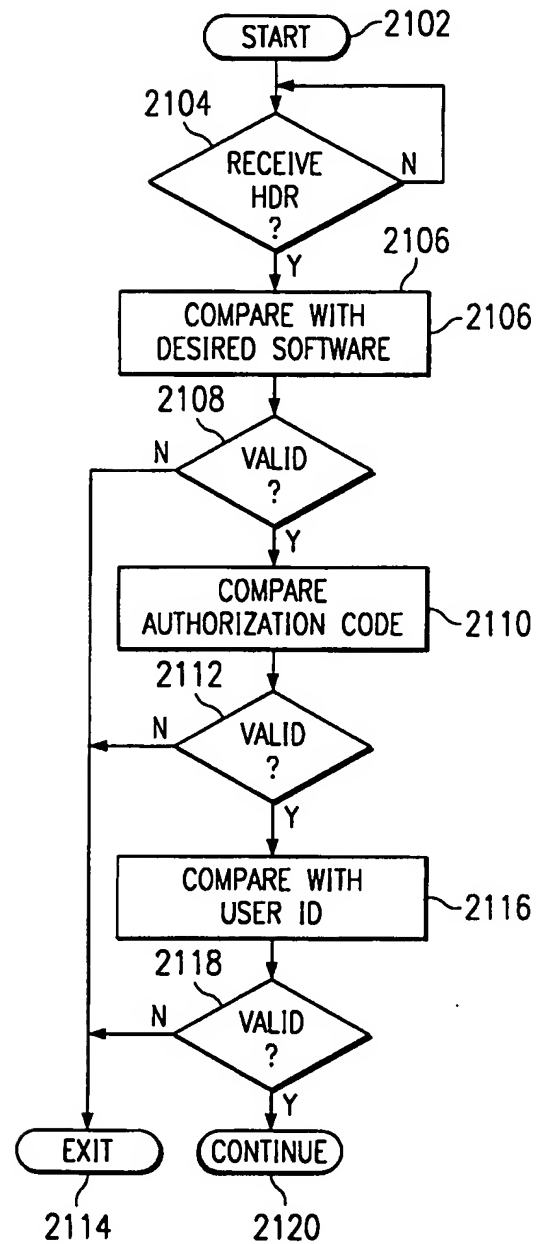 START
2102
2104
RECEIVE
HDR
?
N
Y
2106
COMPARE WITH
DESIRED SOFTWARE
2106
2108
N
VALID
?
Y
COMPARE
AUTHORIZATION CODE
2110
2112
N
VALID
?
Y
COMPARE WITH
USER ID
2116
2118
N
VALID
?
Y
EXIT
CONTINUE
2114
2120